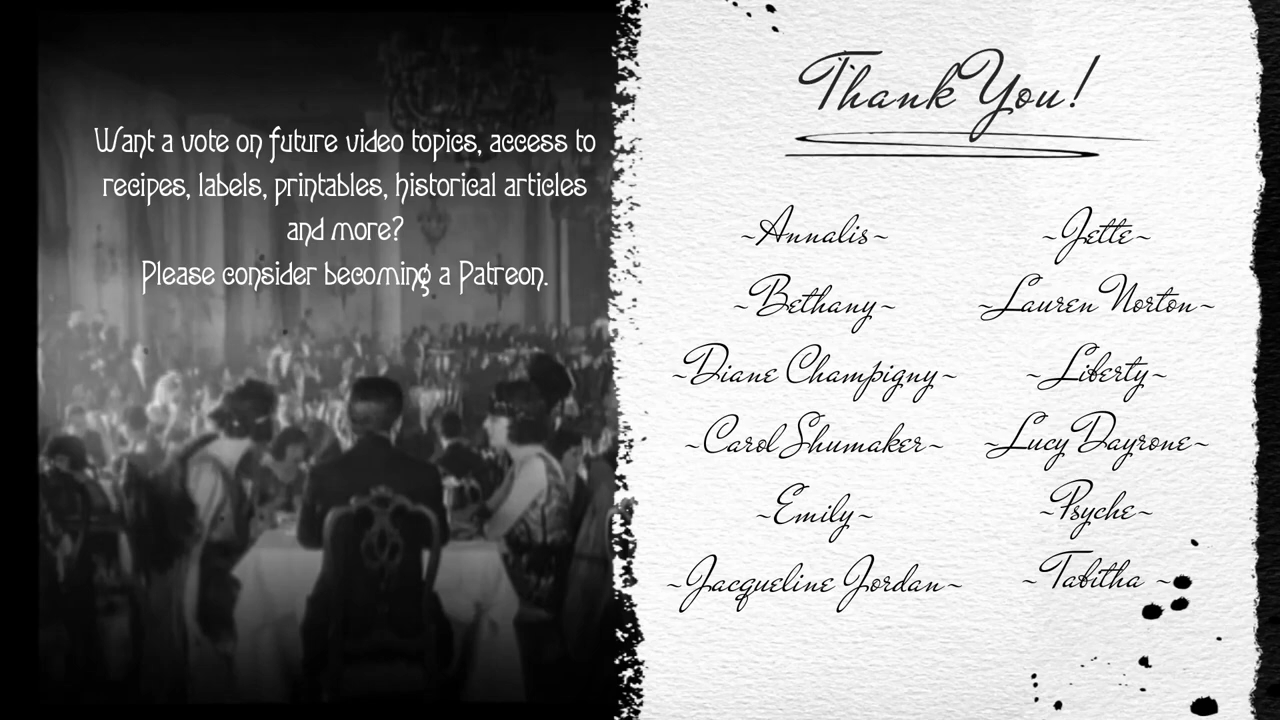 Want a vote on future video topics, access to
recipes, labels, printables, historical articles
and more?
Please consider becoming a Patreon.
Thank You!
~Annalis~
~Bethany~
~Diane Champigny~
~Carol Shumaker~
~Emily~
~Jacqueline Jordan~
~Jette~
~Lauren Norton~
~Liberty~
~Lucy Dayrone~
~Psyche~
~Tabitha ~